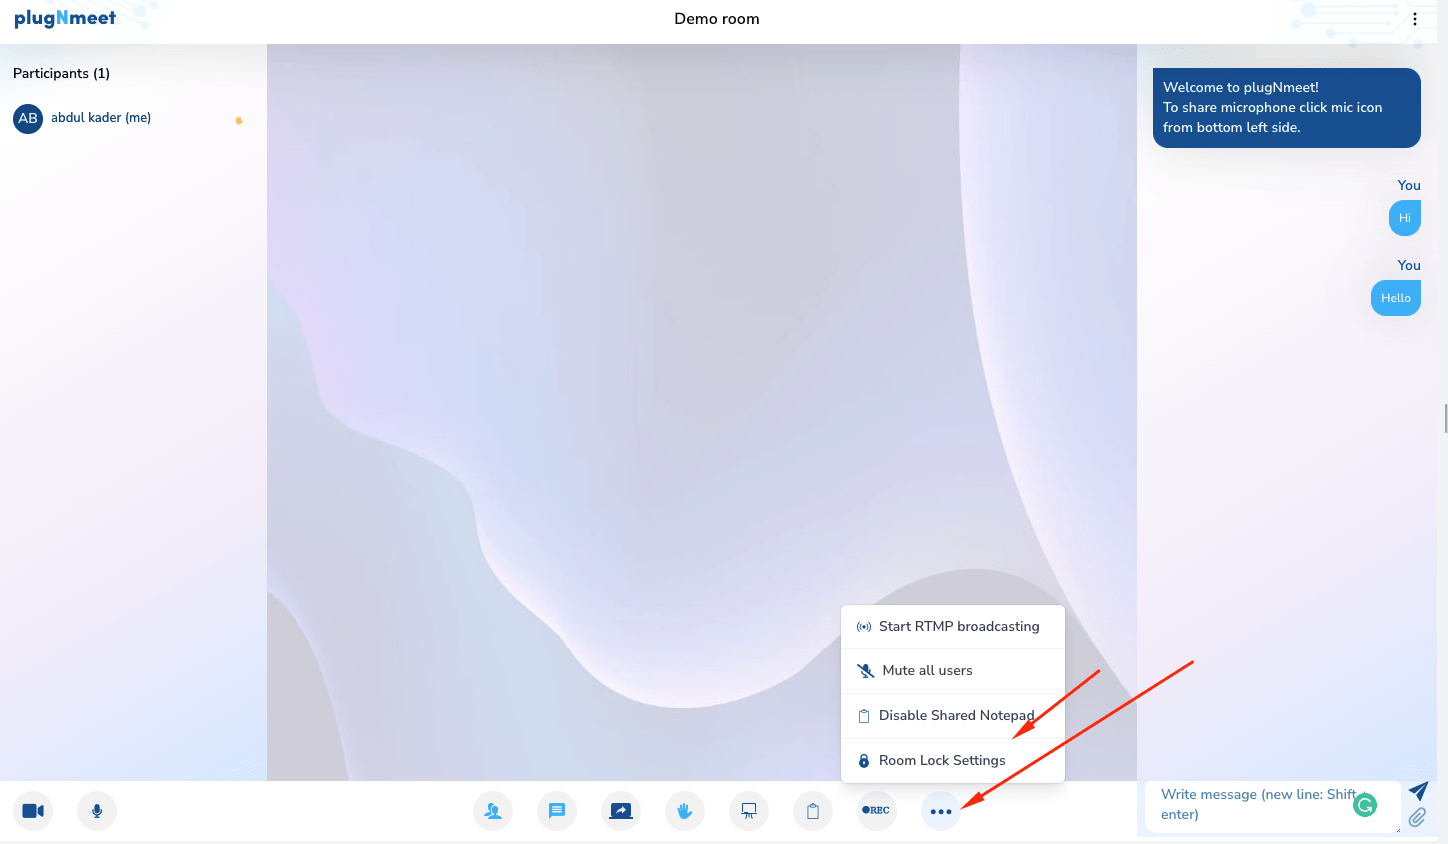 plugNmeet
Demo room
Participants (1)
AB
abdul kader (me)
Welcome to plugNmeet!
To share microphone click mic icon
from bottom left side.
You
Hi
You
Hello
Start RTMP broadcasting
Mute all users
Disable Shared Notepad
Room Lock Settings
REC
Write message (new line: Shift +
enter)